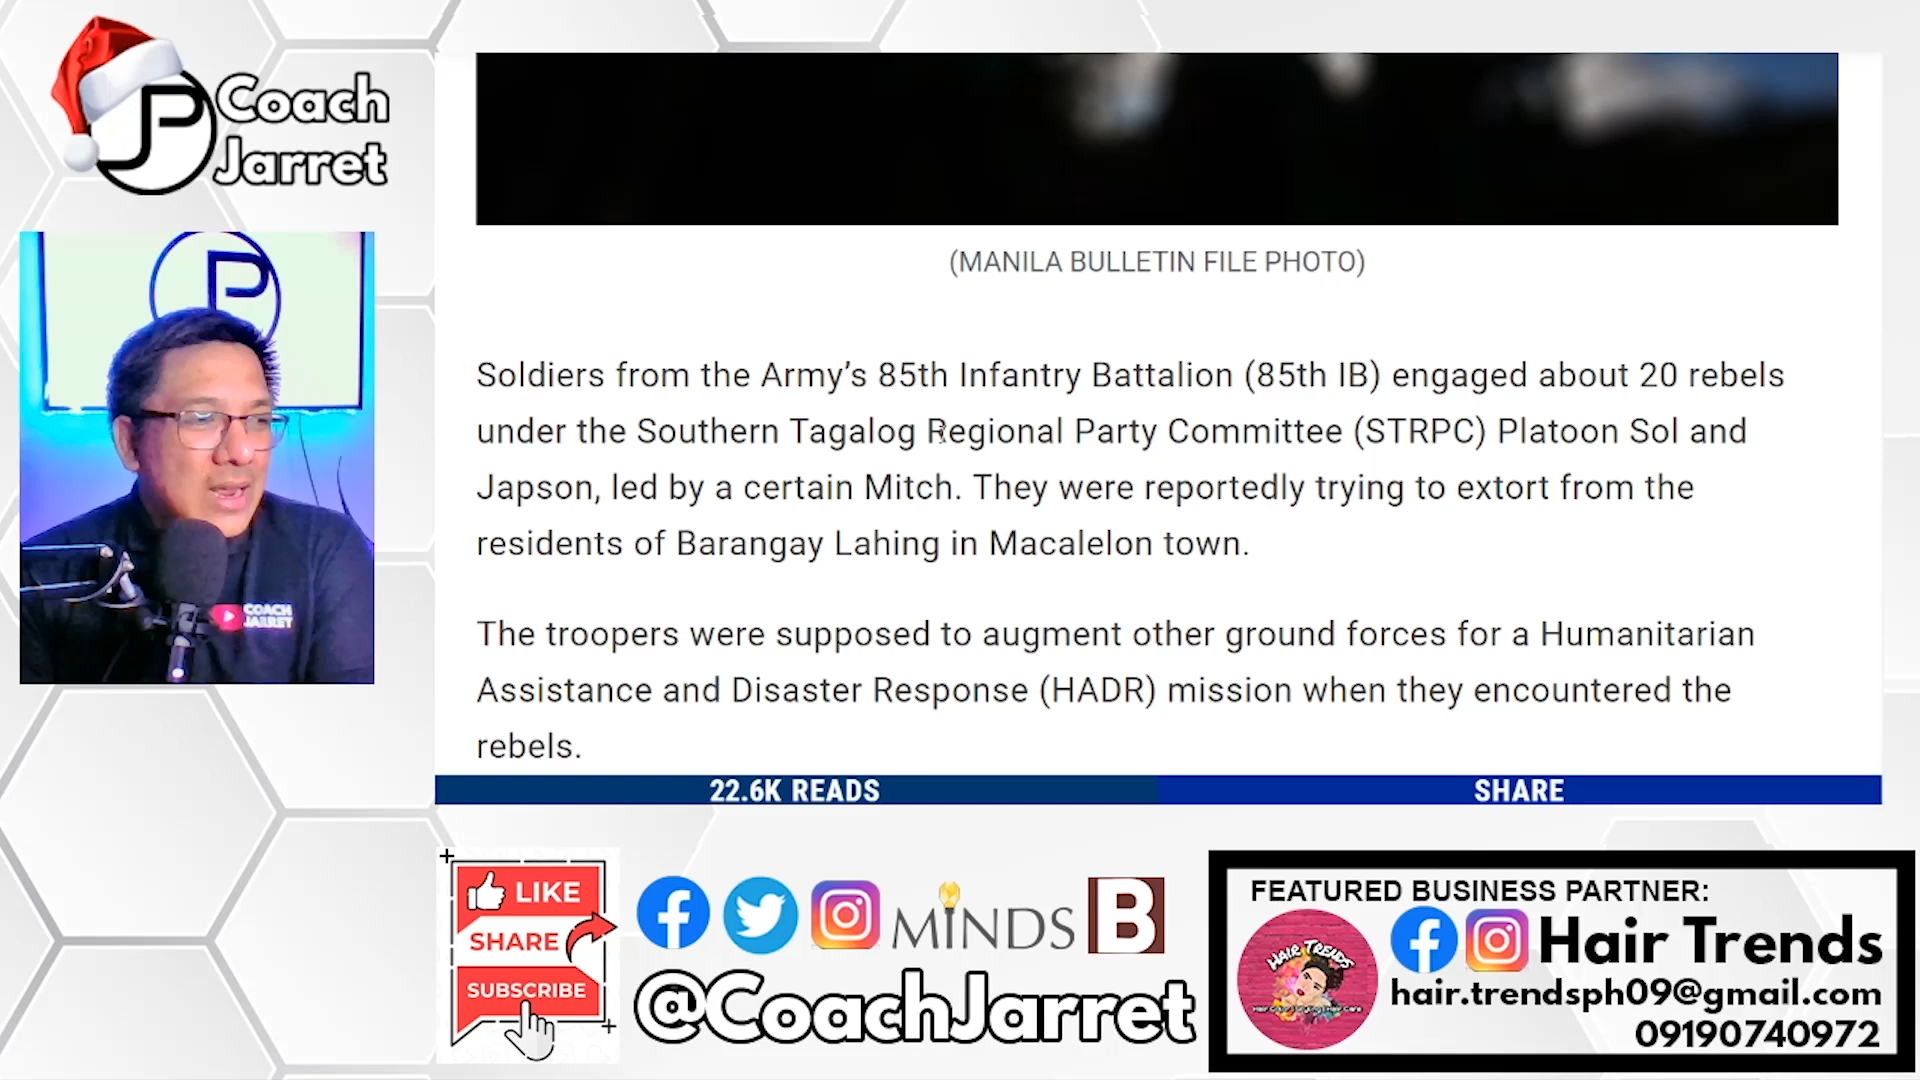 Coach
Jarret
COACH
JARRET
(MANILA BULLETIN FILE PHOTO)
Soldiers from the Army’s 85th Infantry Battalion (85th IB) engaged about 20 rebels
under the Southern Tagalog Regional Party Committee (STRPC) Platoon Sol and
Japson, led by a certain Mitch. They were reportedly trying to extort from the
residents of Barangay Lahing in Macalelon town.
The troopers were supposed to augment other ground forces for a Humanitarian
Assistance and Disaster Response (HADR) mission when they encountered the
rebels.
22.6K READS SHARE
LIKE
SHARE
SUBSCRIBE
MINDS B
@CoachJarret
FEATURED BUSINESS PARTNER:
HAIR TRENDS
Hair Trends
hair.trendsph09@gmail.com
09190740972